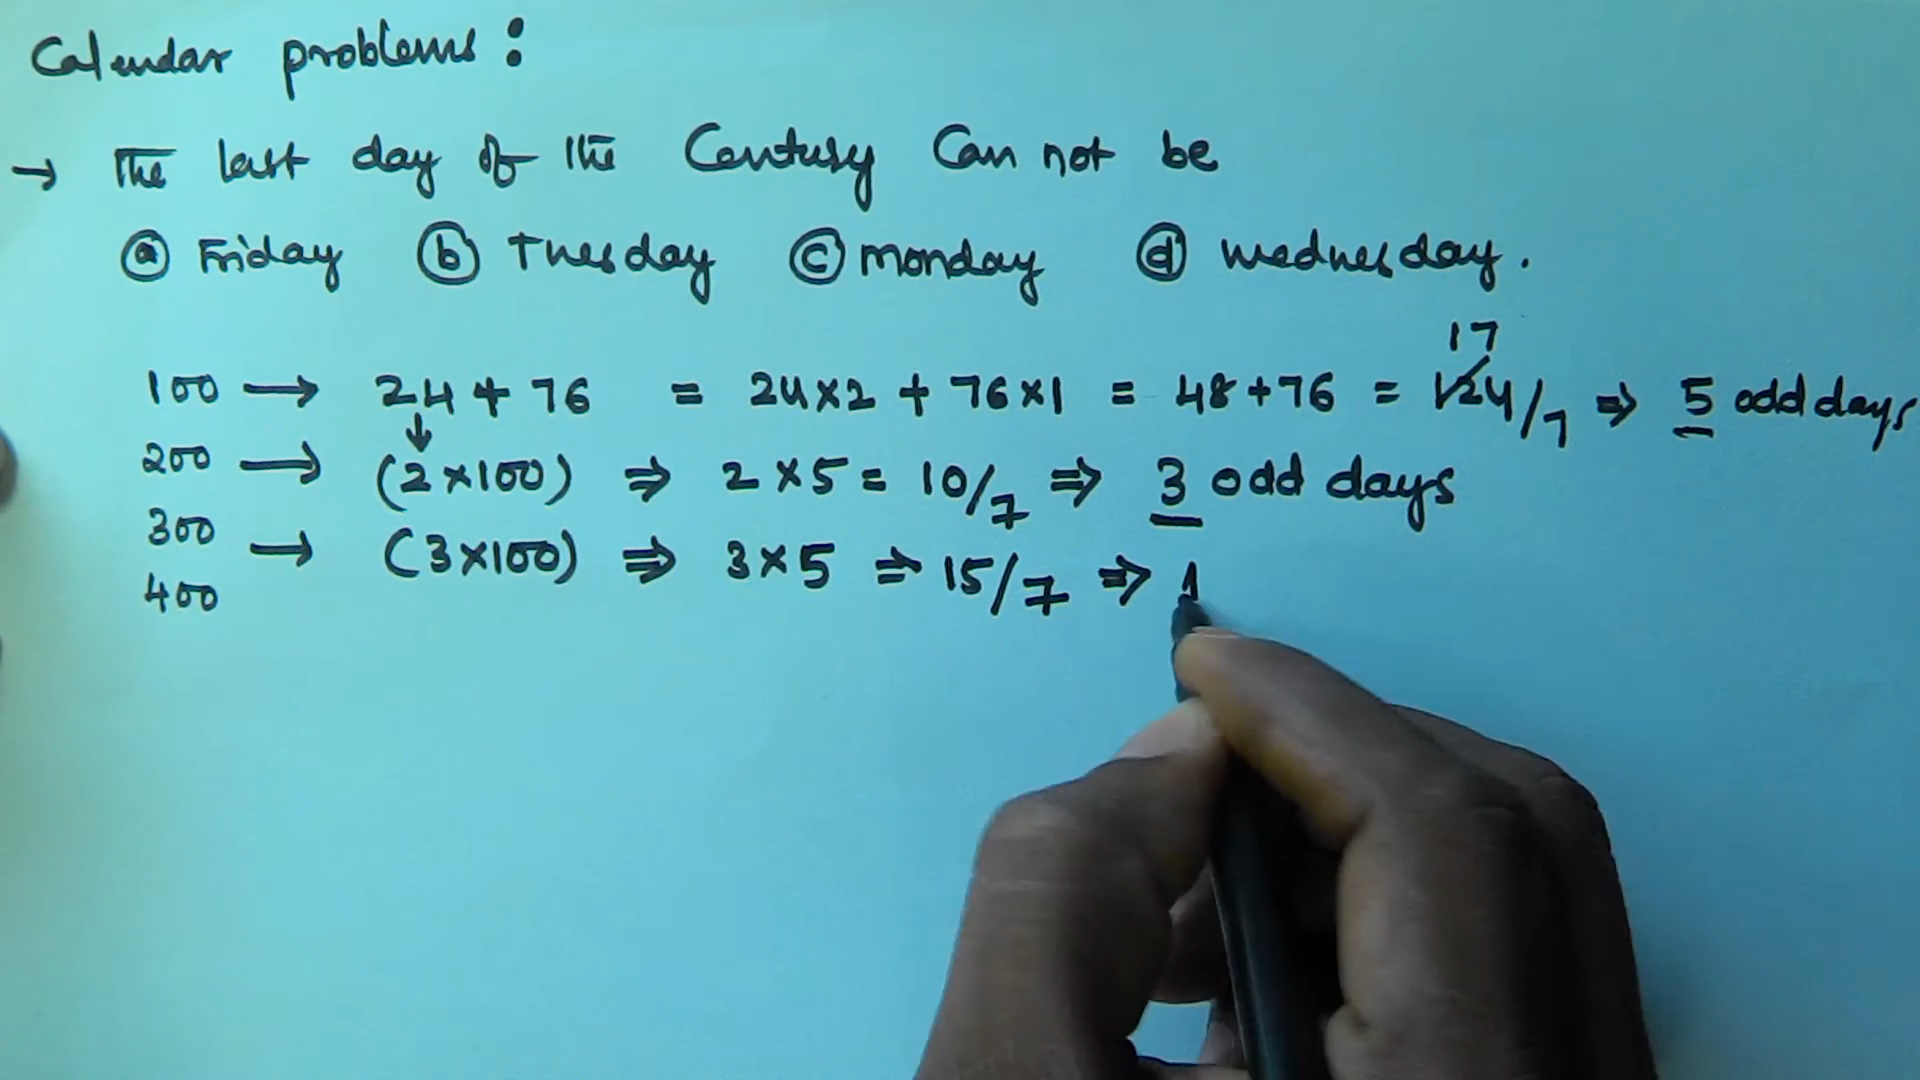 Calendar problems:
→ The last day of the Century Can not be
ⓐ Friday ⓑ Tuesday ⓒ monday ⓓ wednesday.
17
100 → 24 + 76 = 24×2 + 76×1 = 48+76 = 124/7 ⇒ 5 odd days
↓
200 → (2×100) ⇒ 2×5 = 10/7 ⇒ 3 odd days
300 → (3×100) ⇒ 3×5 ⇒ 15/7 ⇒ 1
400